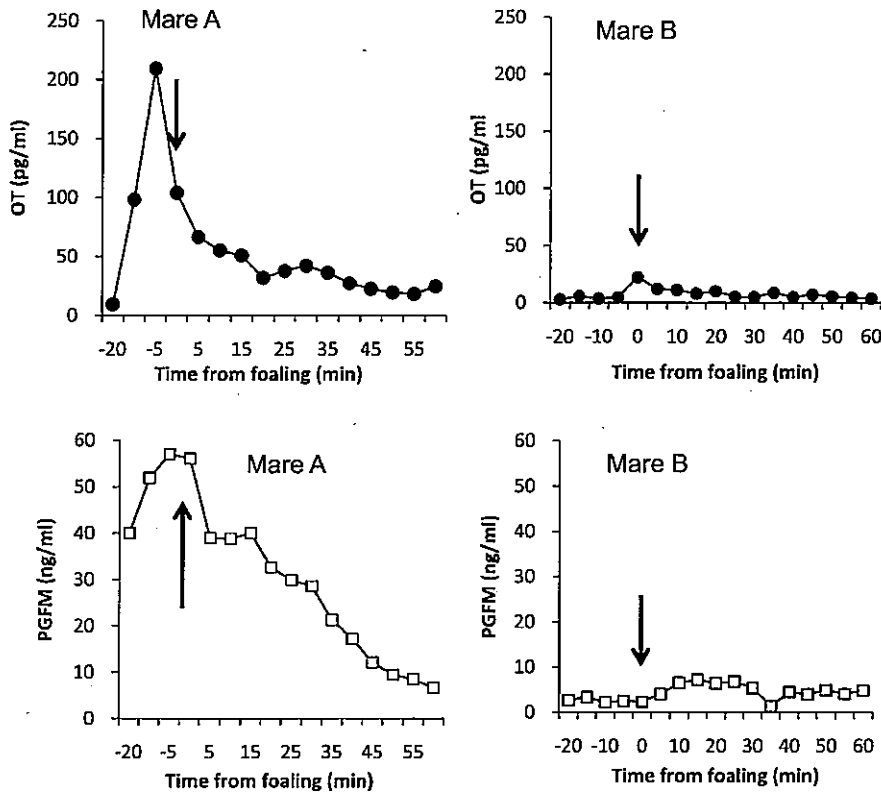 Mare A
250
200
150
100
50
0
OT (pg/ml)
-20 -5 5 15 25 35 45 55
Time from foaling (min)
Mare B
250
200
150
100
50
0
OT (pg/ml
-20 -10 0 10 20 30 40 50 60
Time from foaling (min)
Mare A
60
50
40
30
20
10
0
PGFM (ng/ml)
-20 -5 5 15 25 35 45 55
Time from foaling (min)
Mare B
60
50
40
30
20
10
0
PGFM (ng/ml)
-20 -10 0 10 20 30 40 50 60
Time from foaling (min)